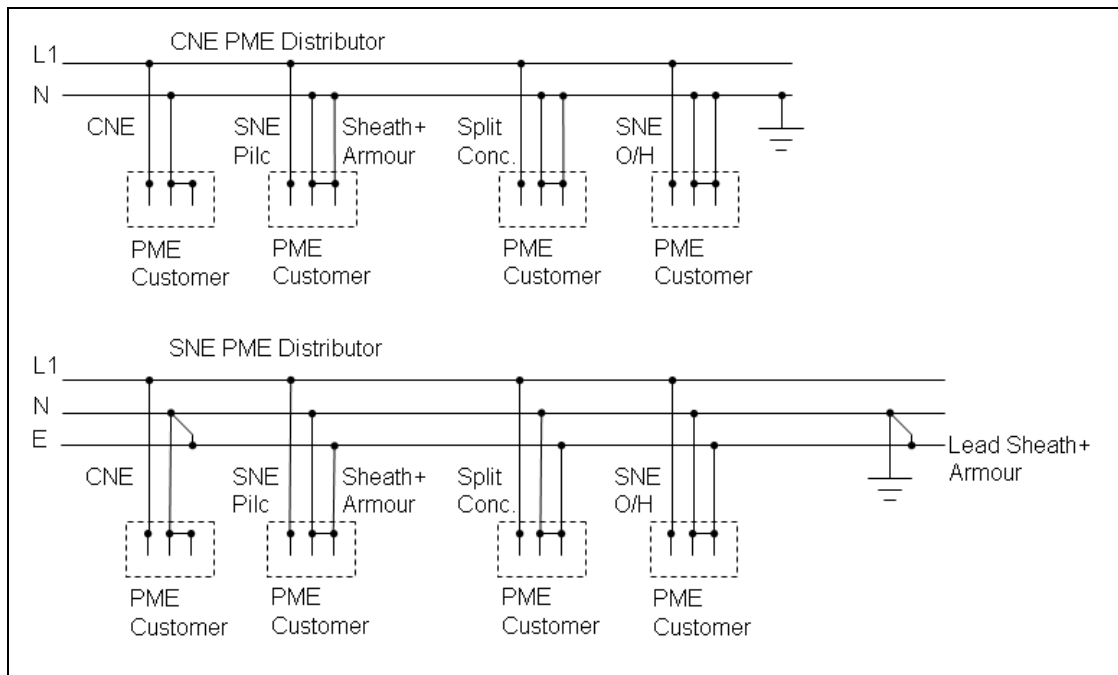 CNE PME Distributor
L1
N
CNE
SNE
Pilc
Sheath+
Armour
Split
Conc.
SNE
O/H
PME
Customer
PME
Customer
PME
Customer
PME
Customer
SNE PME Distributor
L1
N
E
Lead Sheath+
Armour
CNE
SNE
Pilc
Sheath+
Armour
Split
Conc.
SNE
O/H
PME
Customer
PME
Customer
PME
Customer
PME
Customer